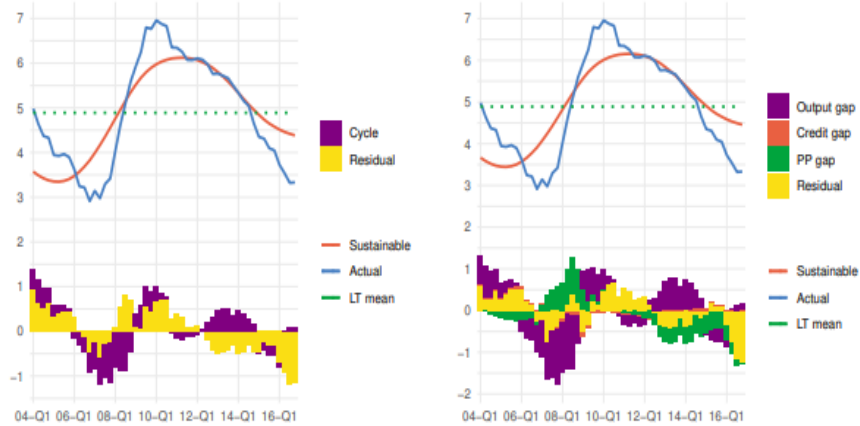 7
6
5
4
3
2
1
0
−1
04−Q1 06−Q1 08−Q1 10−Q1 12−Q1 14−Q1 16−Q1
Cycle
Residual
Sustainable
Actual
LT mean
7
6
5
4
3
2
1
0
−1
−2
04−Q1 06−Q1 08−Q1 10−Q1 12−Q1 14−Q1 16−Q1
Output gap
Credit gap
PP gap
Residual
Sustainable
Actual
LT mean